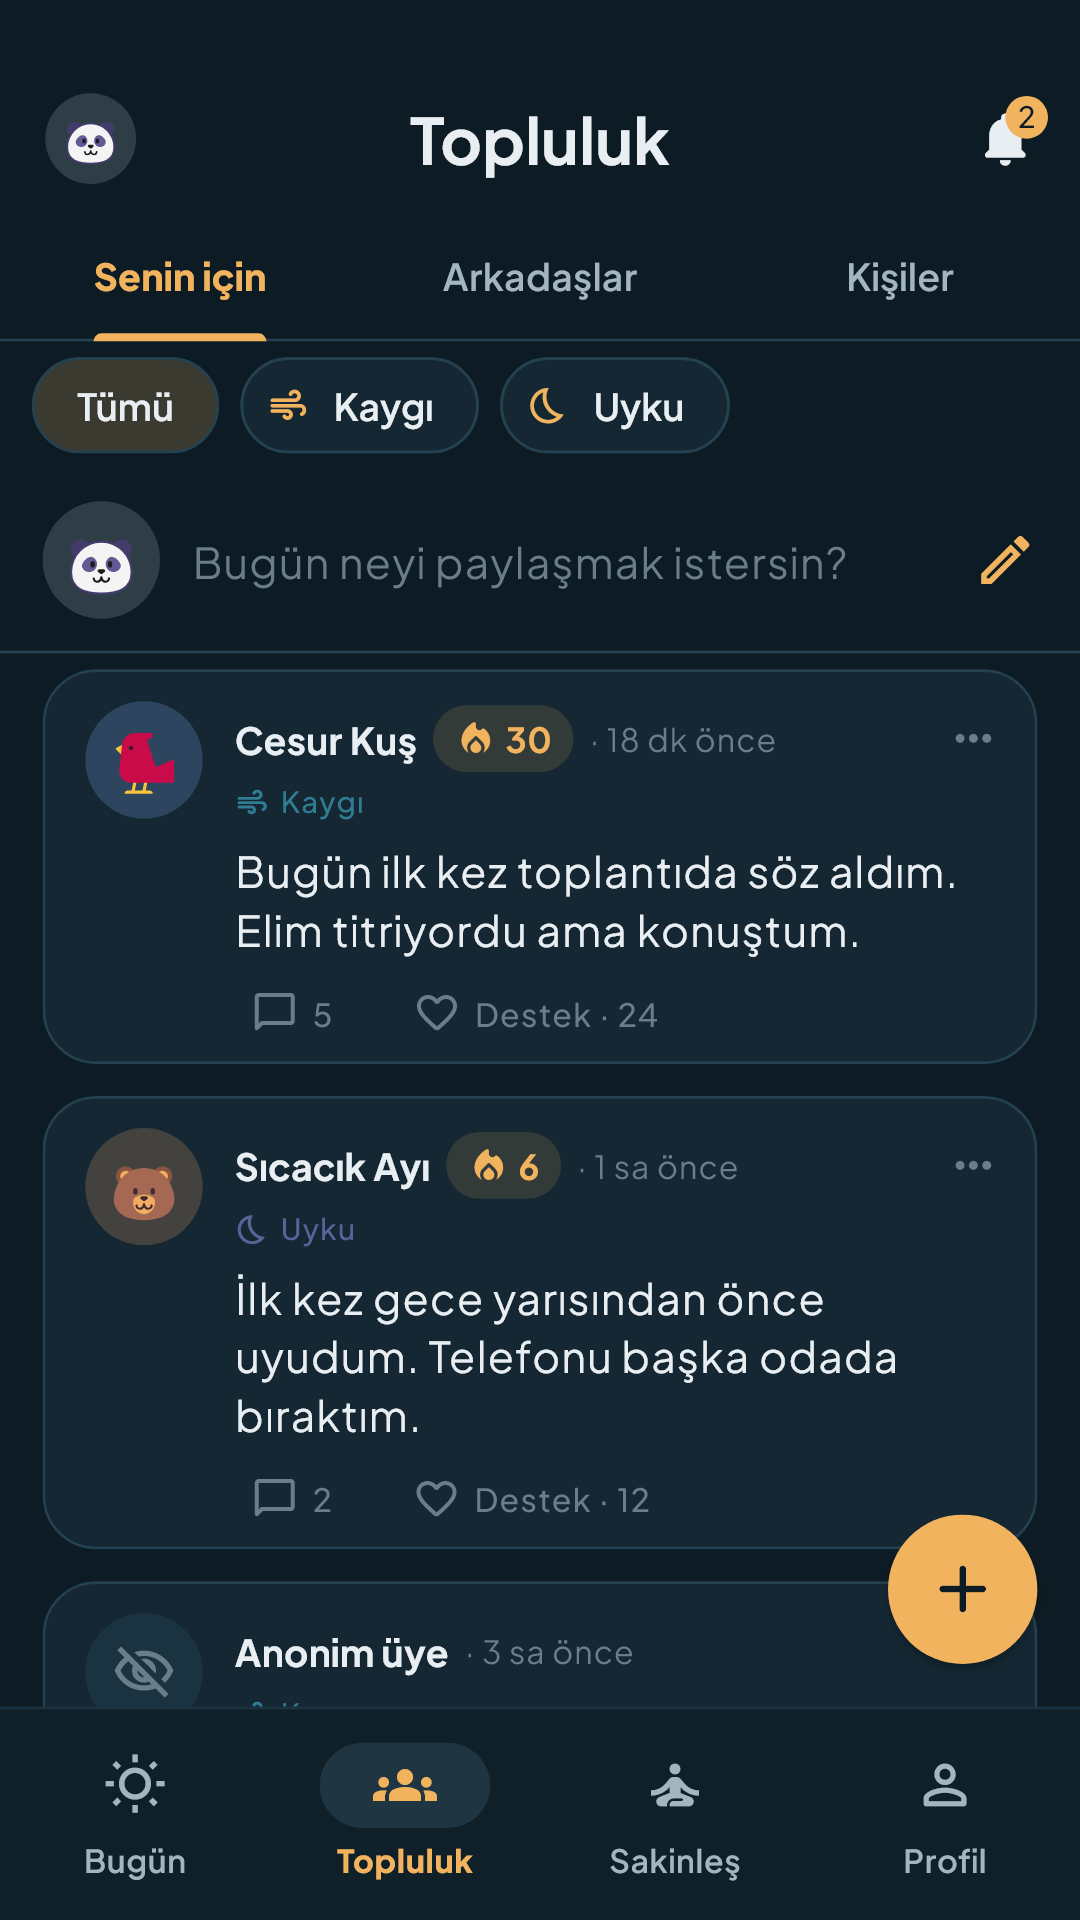 Topluluk
2
Senin için
Arkadaşlar
Kişiler
Tümü
Kaygı
Uyku
Bugün neyi paylaşmak istersin?
Cesur Kuş
30
· 18 dk önce
Kaygı
Bugün ilk kez toplantıda söz aldım.
Elim titriyordu ama konuştum.
5
Destek · 24
Sıcacık Ayı
6
· 1 sa önce
Uyku
İlk kez gece yarısından önce
uyudum. Telefonu başka odada
bıraktım.
2
Destek · 12
Anonim üye
· 3 sa önce
Bugün
Topluluk
Sakinleş
Profil